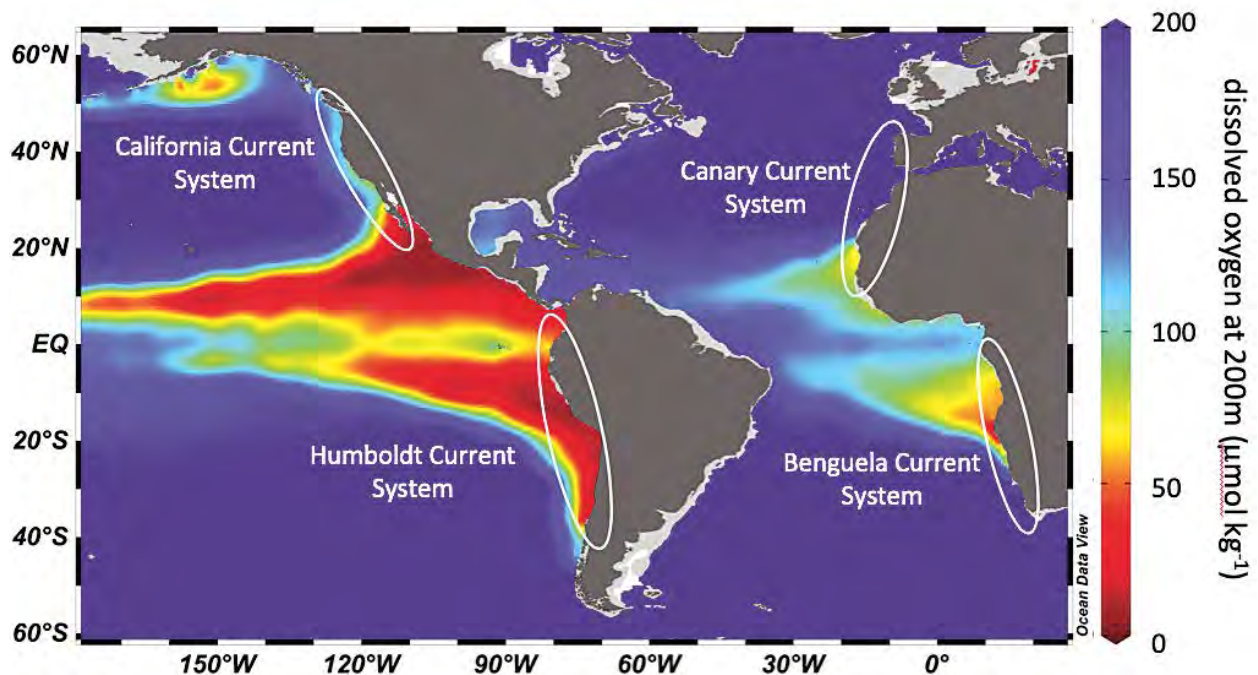 60°N
40°N
20°N
EQ
20°S
40°S
60°S
California Current
System
Canary Current
System
Humboldt Current
System
Benguela Current
System
150°W
120°W
90°W
60°W
30°W
0°
Ocean Data View
200
150
100
50
0
dissolved oxygen at 200m (µmol kg⁻¹)